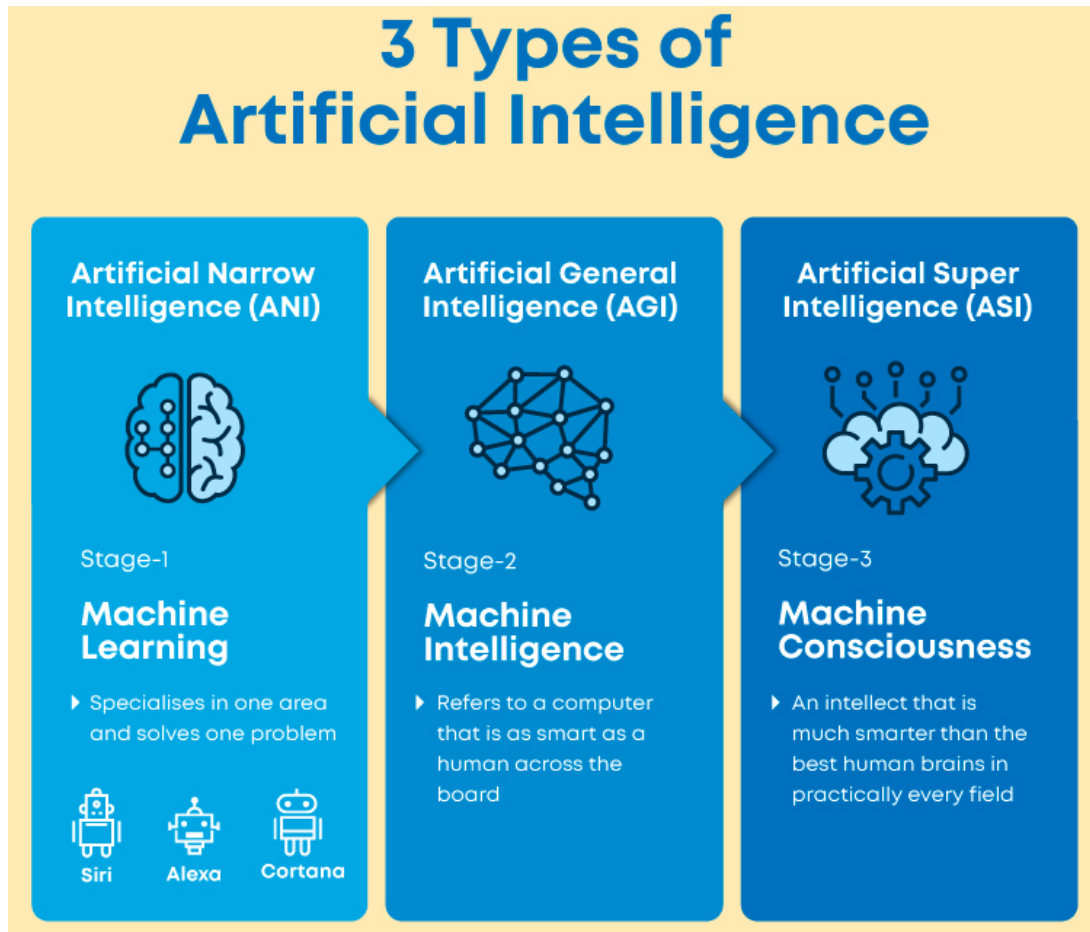 3 Types of
Artificial Intelligence
Artificial Narrow
Intelligence (ANI)
Stage-1
Machine
Learning
Specialises in one area
and solves one problem
Siri
Alexa
Cortana
Artificial General
Intelligence (AGI)
Stage-2
Machine
Intelligence
Refers to a computer
that is as smart as a
human across the
board
Artificial Super
Intelligence (ASI)
Stage-3
Machine
Consciousness
An intellect that is
much smarter than the
best human brains in
practically every field